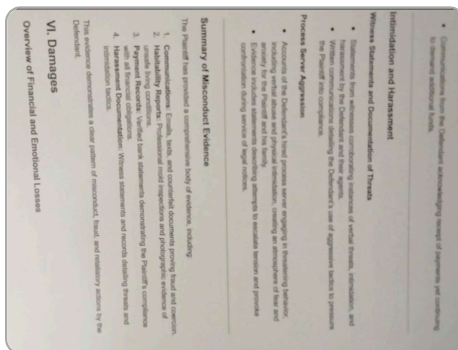 • Communications from the Defendant acknowledging receipt of payments yet continuing
to demand additional funds.
Intimidation and Harassment
Witness Statements and Documentation of Threats
• Statements from witnesses corroborating instances of verbal threats, intimidation, and
harassment by the Defendant and their agents.
• Written communications detailing the Defendant's use of aggressive tactics to pressure
the Plaintiff into compliance.
Process Server Aggression
• Accounts of the Defendant's hired process server engaging in threatening behavior,
including verbal abuse and physical intimidation, creating an atmosphere of fear and
anxiety for the Plaintiff and his family.
• Evidence includes statements describing attempts to escalate tension and provoke
confrontation during service of legal notices.
Summary of Misconduct Evidence
The Plaintiff has provided a comprehensive body of evidence, including:
1. Communications: Emails, texts, and counterfeit documents proving fraud and coercion.
2. Habitability Reports: Professional mold inspections and photographic evidence of
unsafe living conditions.
3. Payment Records: Verified bank statements demonstrating the Plaintiff's compliance
with all financial obligations.
4. Harassment Documentation: Witness statements and records detailing threats and
intimidation tactics.
This evidence demonstrates a clear pattern of misconduct, fraud, and retaliatory actions by the
Defendant.
VI. Damages
Overview of Financial and Emotional Losses